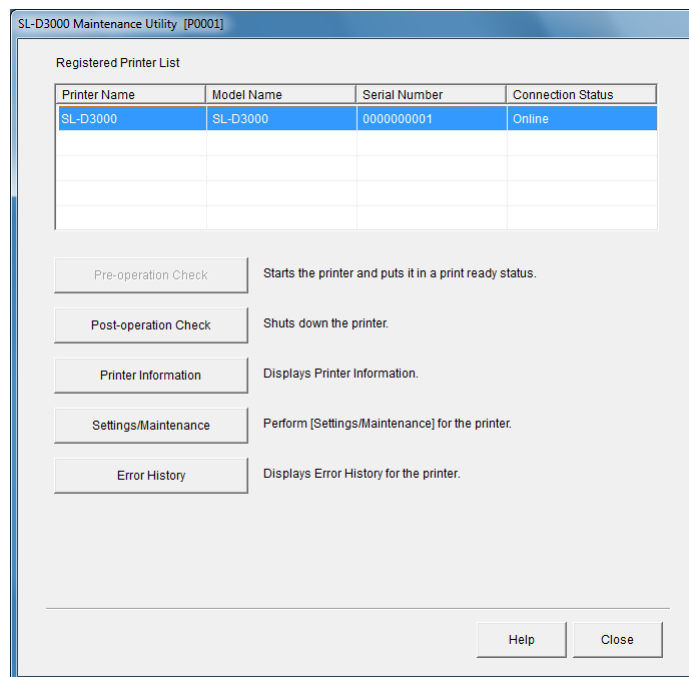 SL-D3000 Maintenance Utility [P0001]
Registered Printer List
Printer Name Model Name Serial Number Connection Status
SL-D3000 SL-D3000 0000000001 Online
Pre-operation Check Starts the printer and puts it in a print ready status.
Post-operation Check Shuts down the printer.
Printer Information Displays Printer Information.
Settings/Maintenance Perform [Settings/Maintenance] for the printer.
Error History Displays Error History for the printer.
Help Close